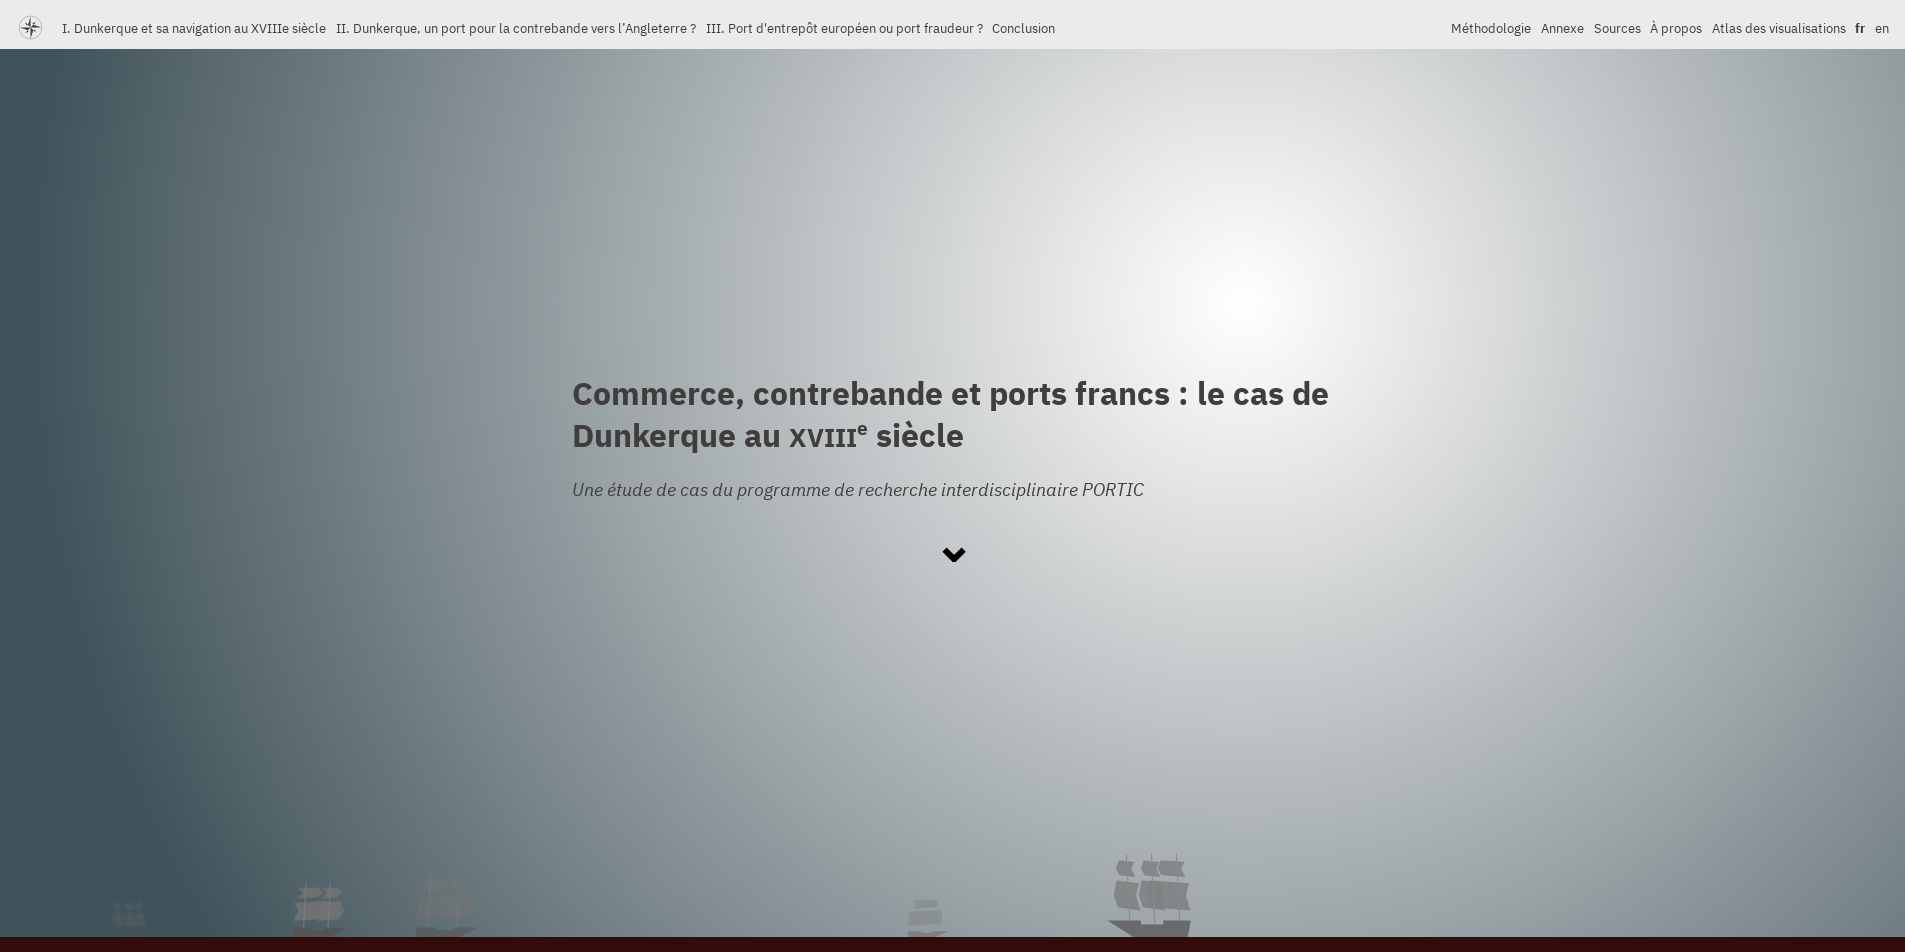 I. Dunkerque et sa navigation au XVIIIe siècle II. Dunkerque, un port pour la contrebande vers l’Angleterre ? III. Port d'entrepôt européen ou port fraudeur ? Conclusion Méthodologie Annexe Sources À propos Atlas des visualisations fr en
Commerce, contrebande et ports francs : le cas de
Dunkerque au XVIIIe siècle
Une étude de cas du programme de recherche interdisciplinaire PORTIC